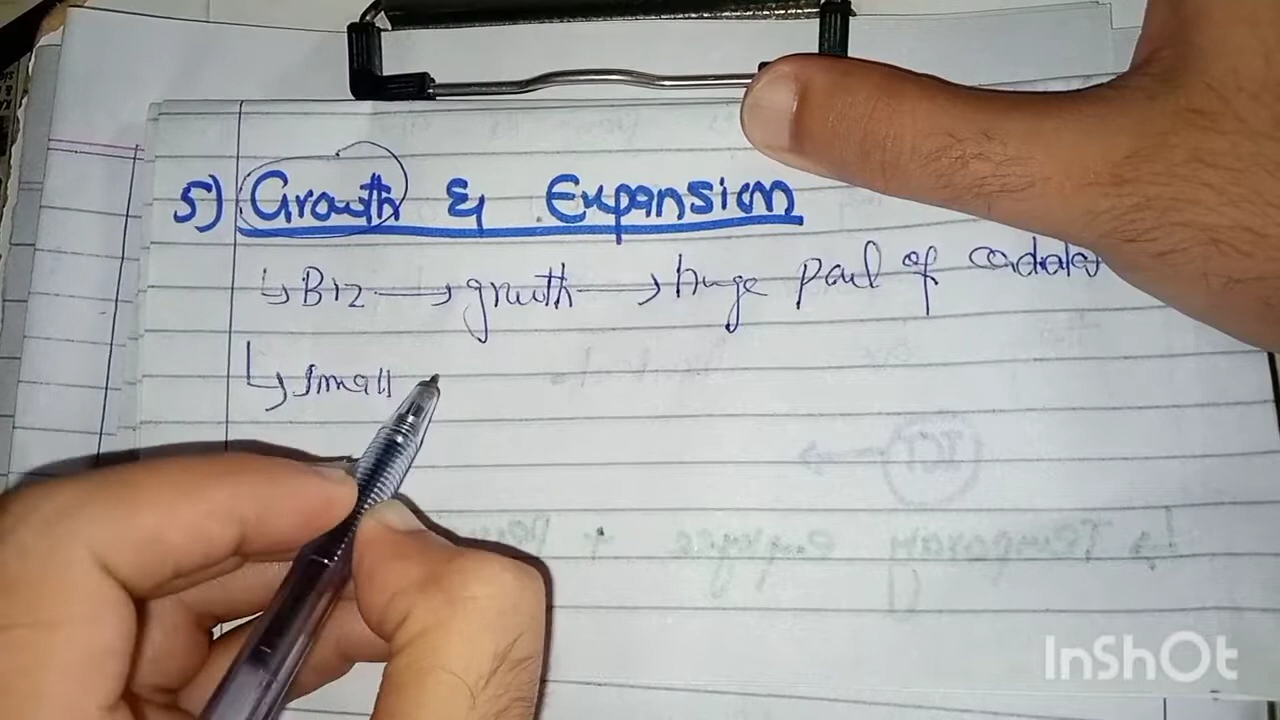 5) Growth & Expansion
↳ Biz → growth → huge pool of
↳ Small
InShOt